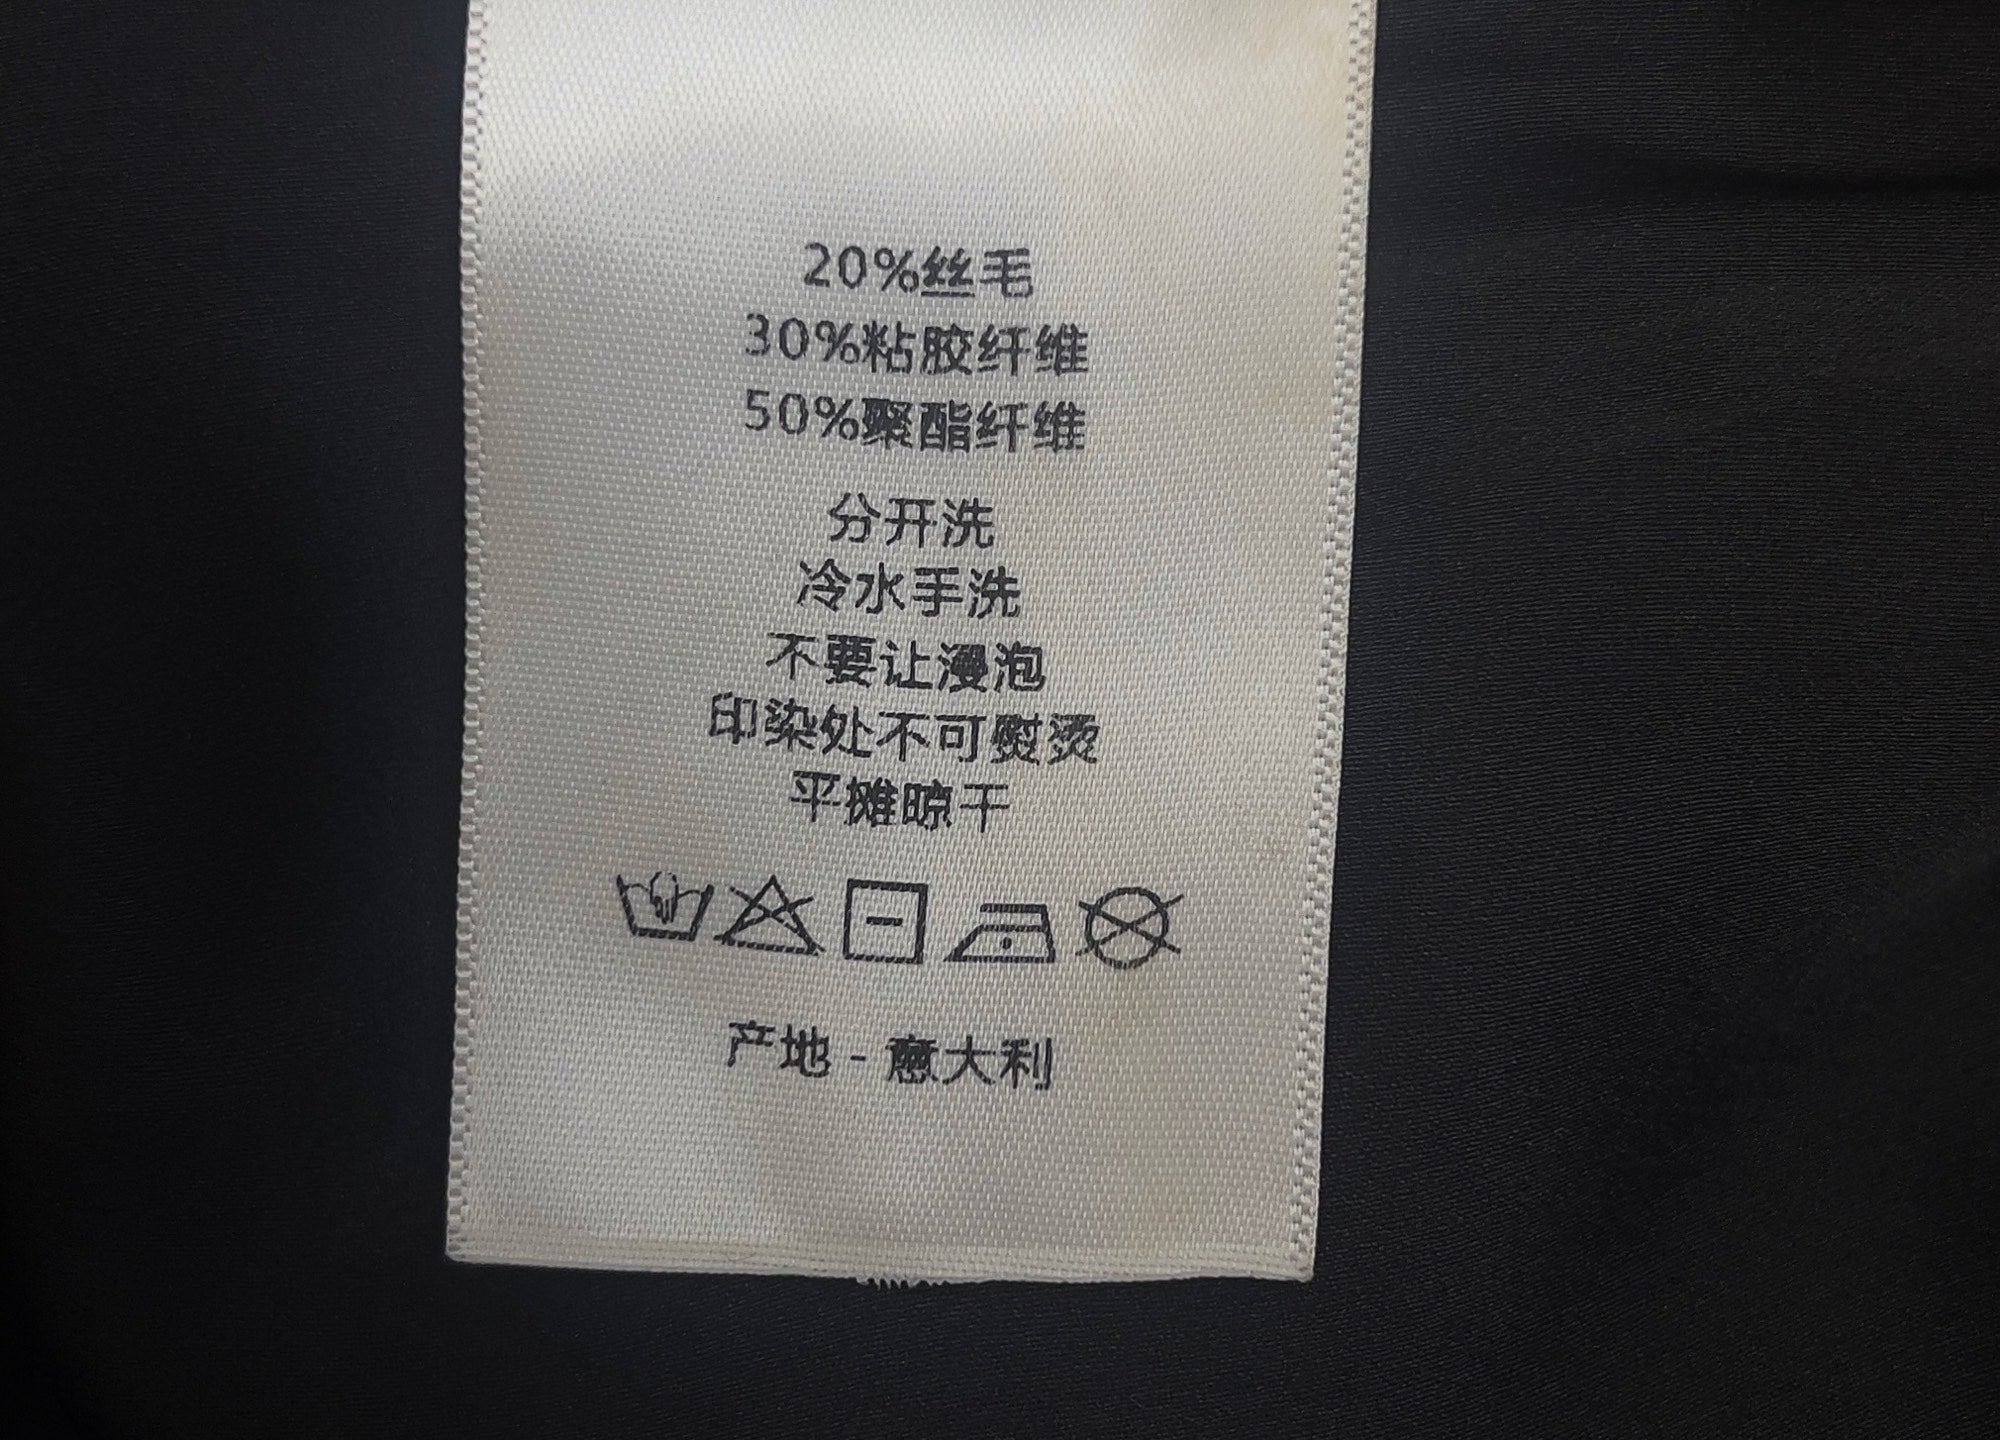 20%丝毛
30%粘胶纤维
50%聚酯纤维
分开洗
冷水手洗
不要让漫泡
印染处不可熨烫
平摊晾干
产地 - 意大利